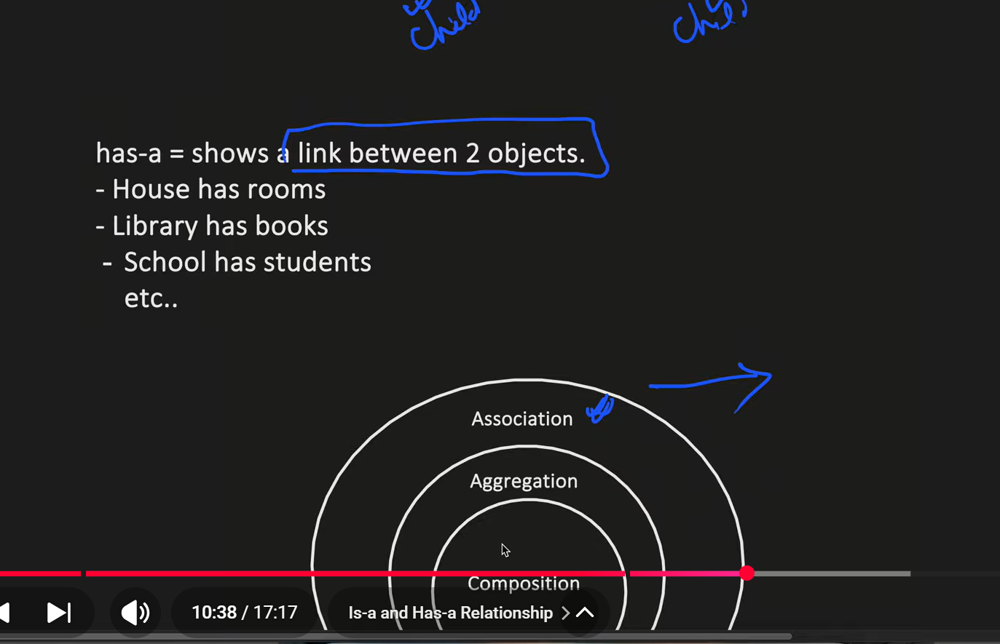 Child
Child
has-a = shows a link between 2 objects.
- House has rooms
- Library has books
- School has students
etc..
Association
Aggregation
Composition
10:38 / 17:17
Is-a and Has-a Relationship